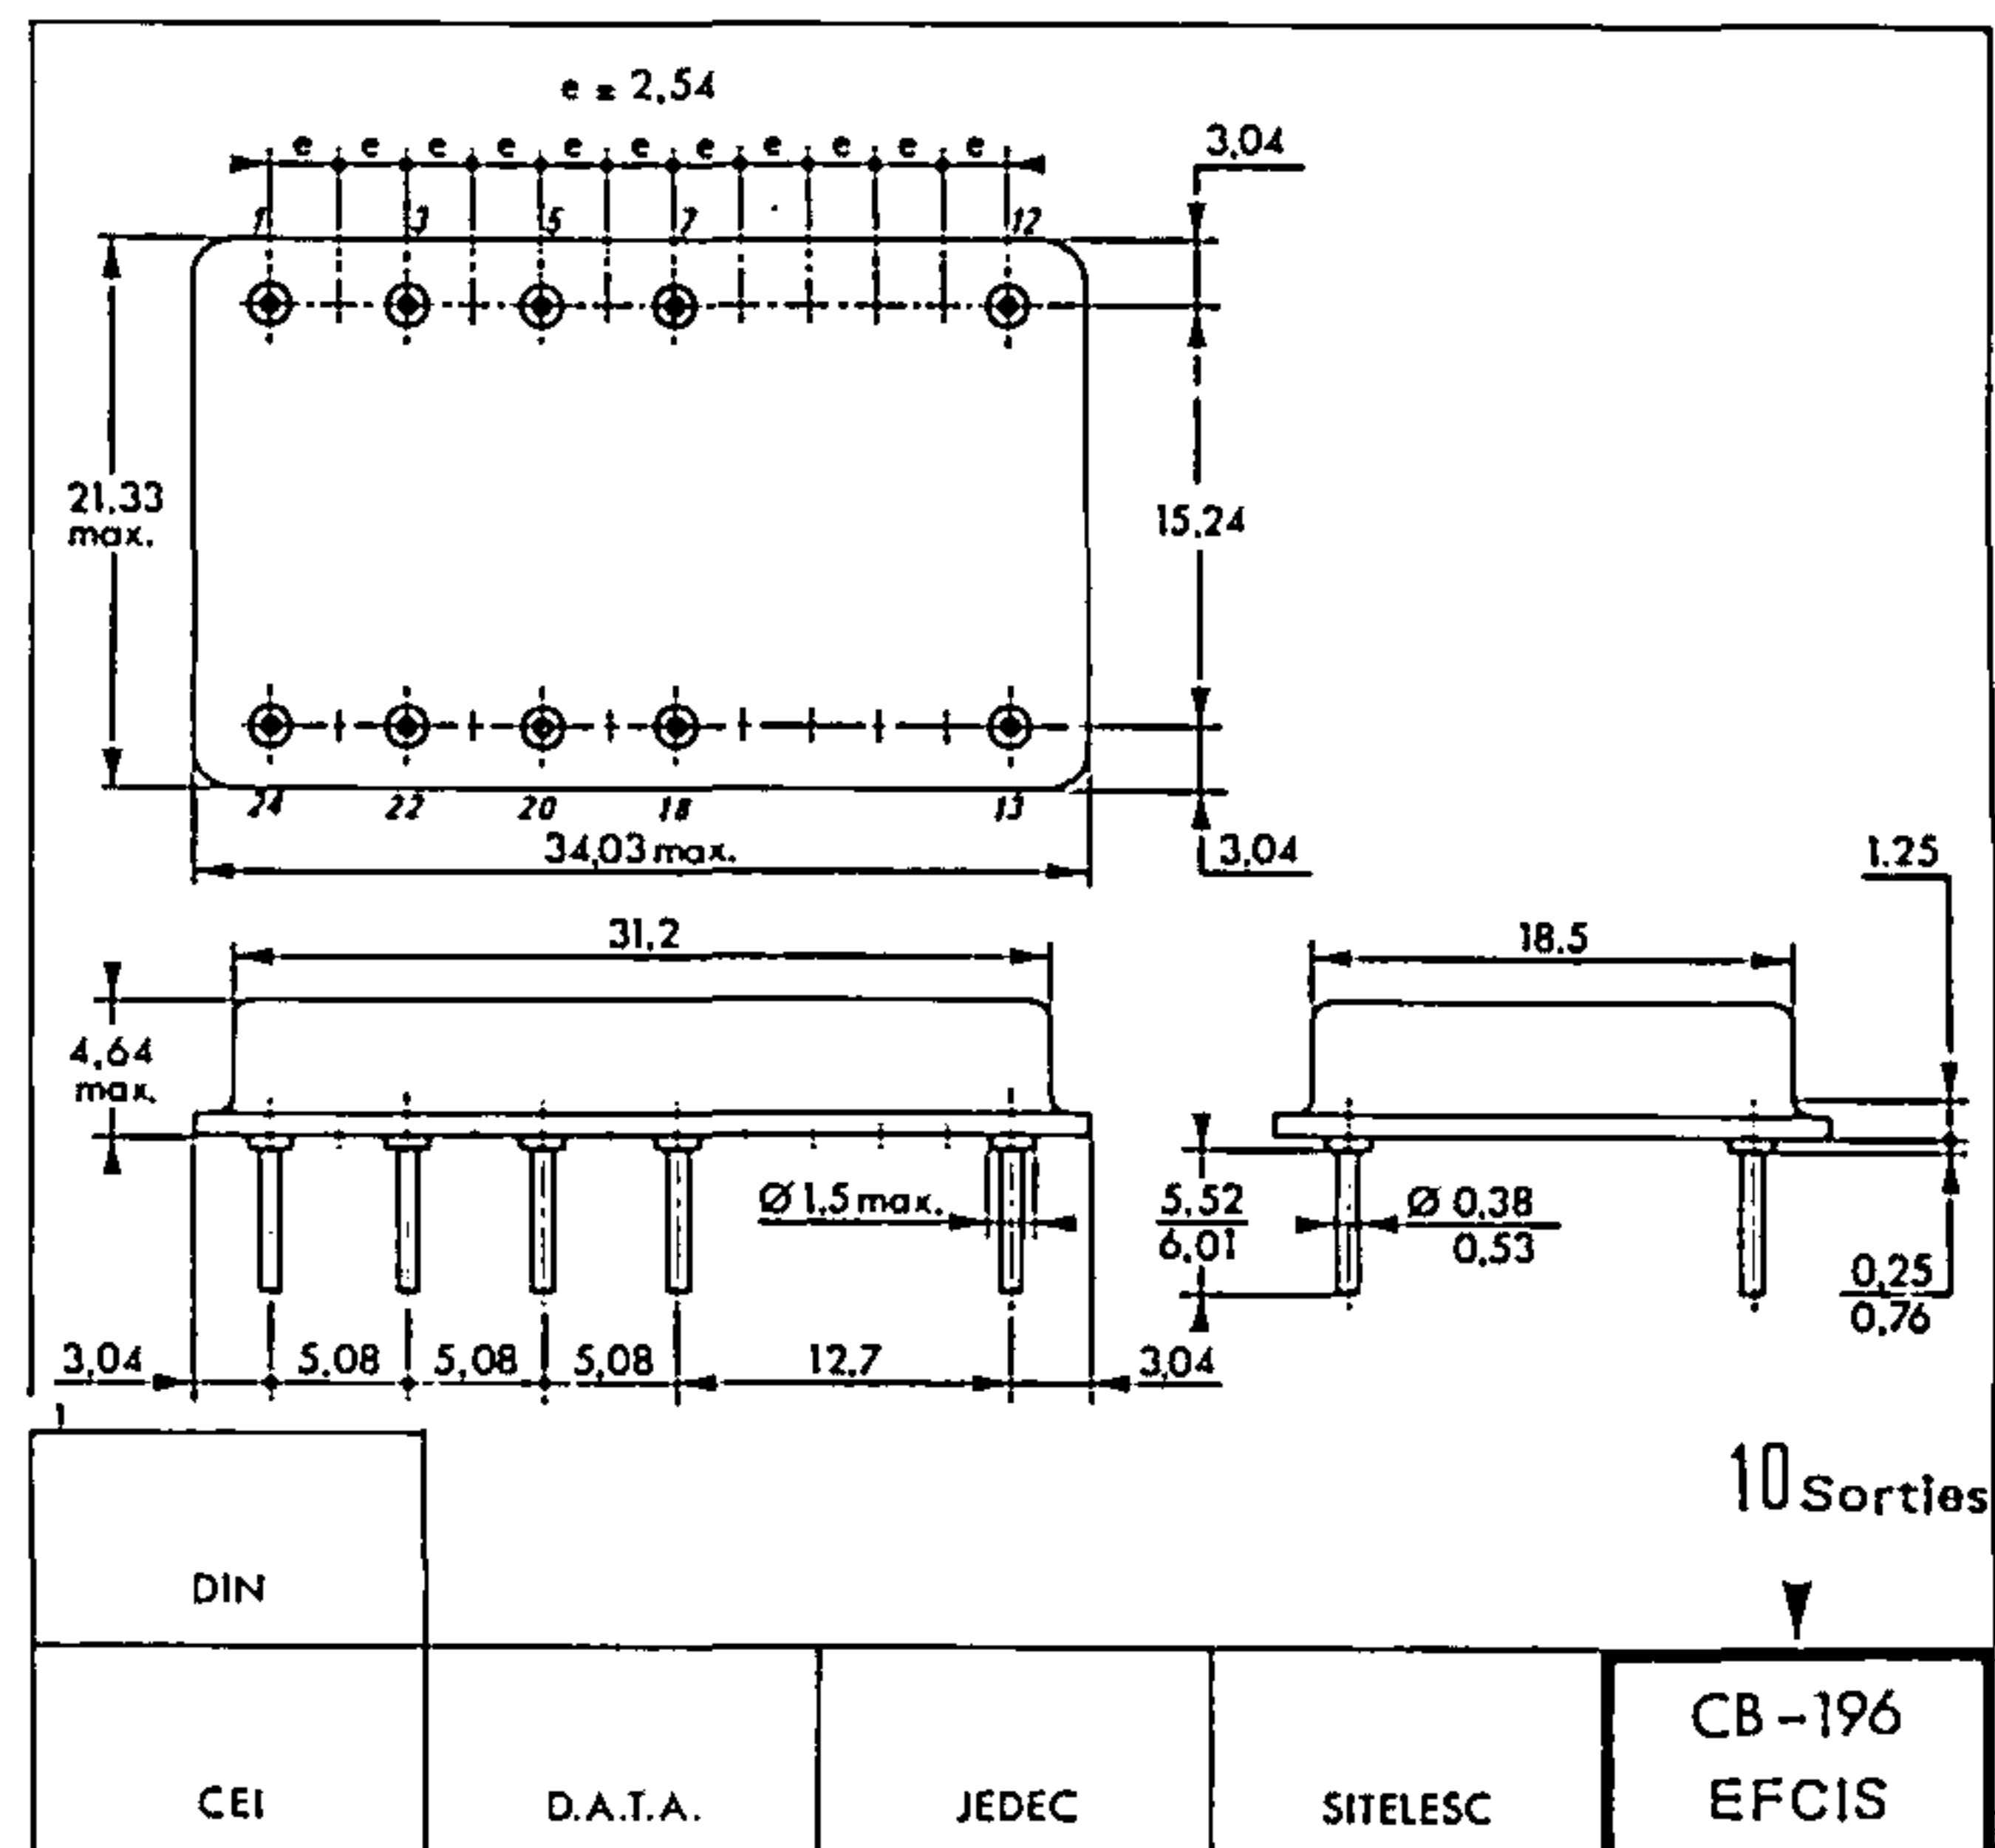 e = 2,54
e e e e e e e e e e e
3,04
1 3 5 7 12
21,33
max.
15,24
24 22 20 18 13
34,03 max.
3,04
1,25
31,2
18,5
4,64
max.
Ø 1,5 max.
5,52
6,01
Ø 0,38
0,53
0,25
0,76
3,04 5,08 5,08 5,08 12,7 3,04
10 Sorties
DIN
CB-196
EFCIS
CEI
D.A.T.A.
JEDEC
SITELESC